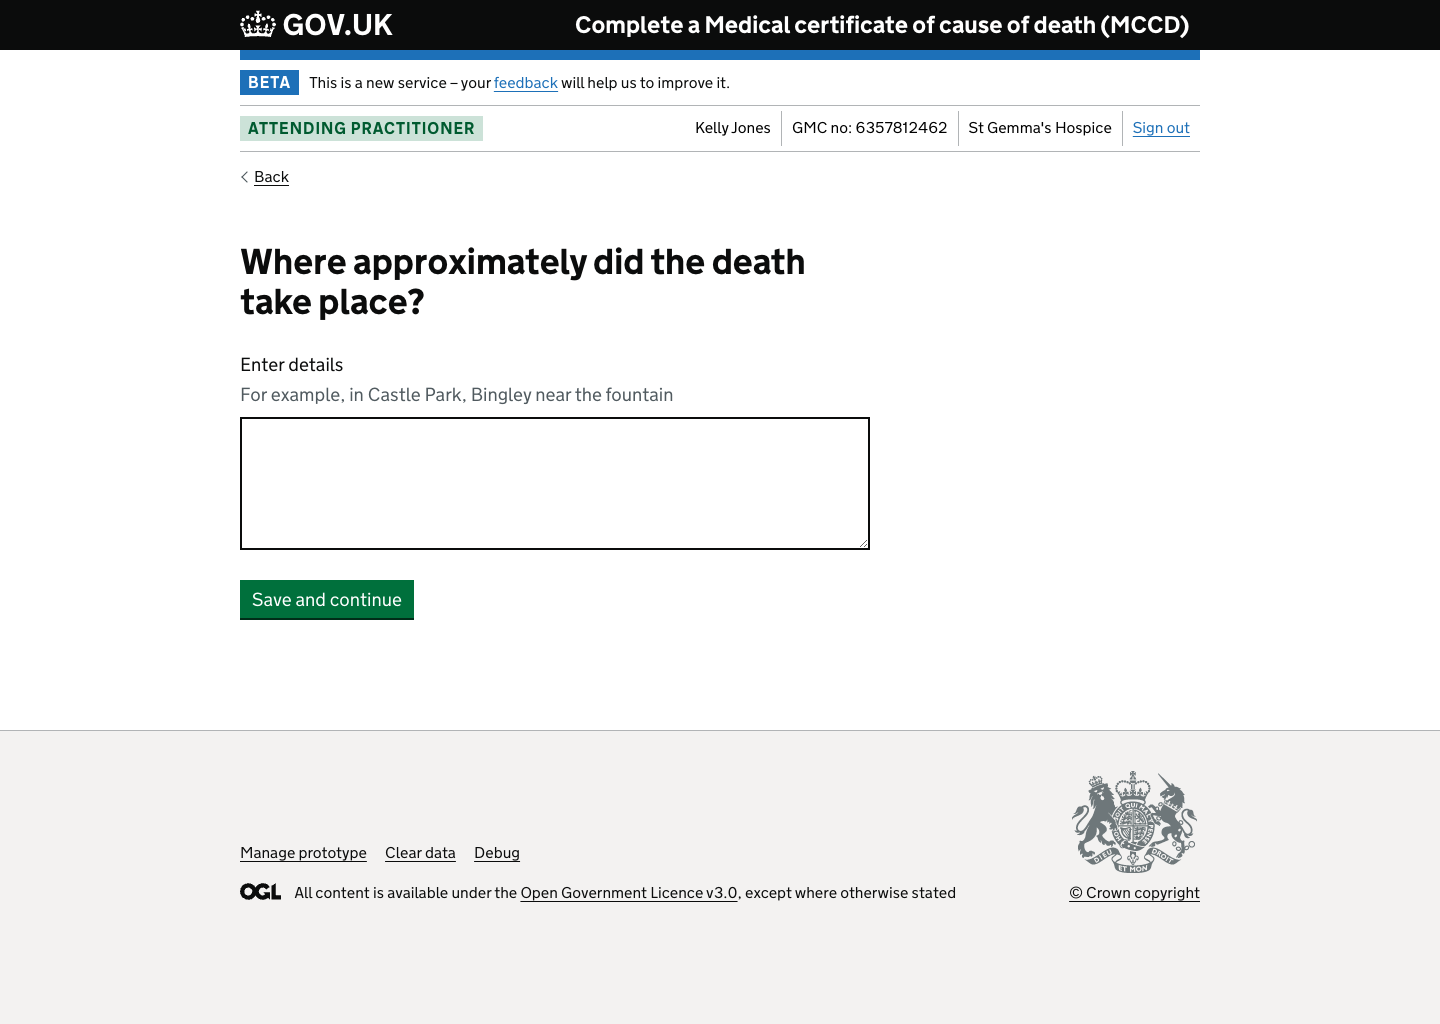 GOV.UK
Complete a Medical certificate of cause of death (MCCD)
BETA This is a new service – your feedback will help us to improve it.
ATTENDING PRACTITIONER
Kelly Jones
GMC no: 6357812462
St Gemma's Hospice
Sign out
Back
Where approximately did the death
take place?
Enter details
For example, in Castle Park, Bingley near the fountain
Save and continue
Manage prototype
Clear data
Debug
OGL All content is available under the Open Government Licence v3.0, except where otherwise stated
DIEU ET MON DROIT
© Crown copyright